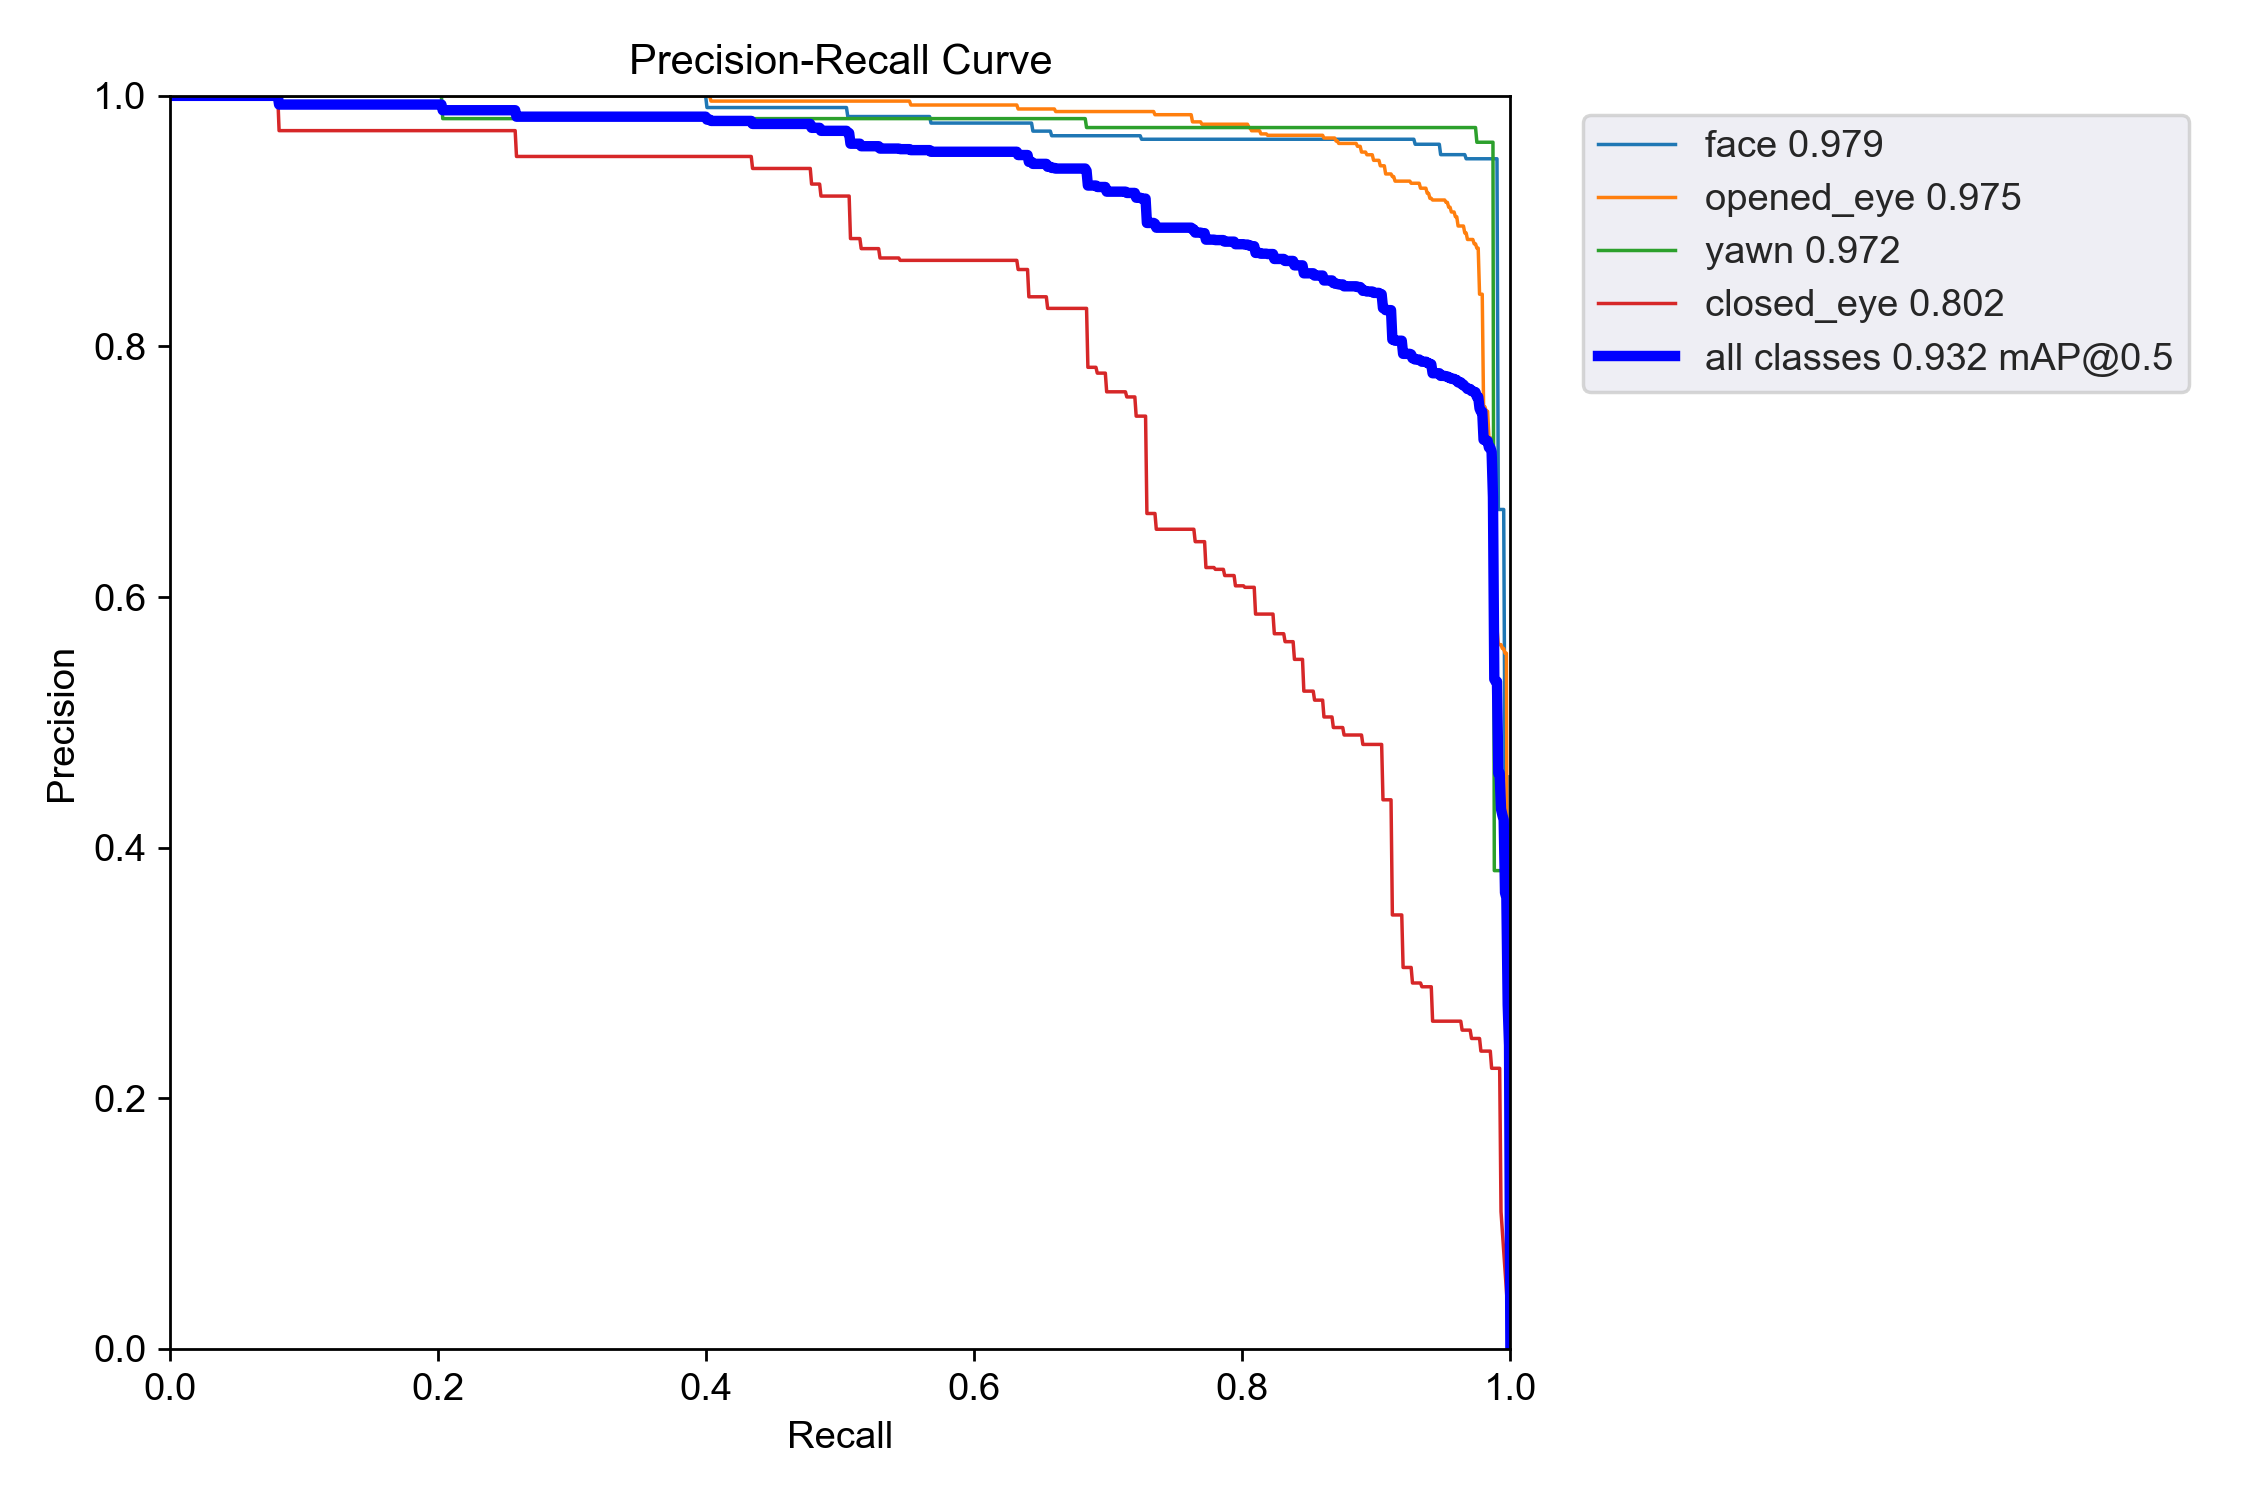 Precision-Recall Curve
1.0
0.8
0.6
0.4
0.2
0.0
Precision
0.0 0.2 0.4 0.6 0.8 1.0
Recall
face 0.979
opened_eye 0.975
yawn 0.972
closed_eye 0.802
all classes 0.932 mAP@0.5